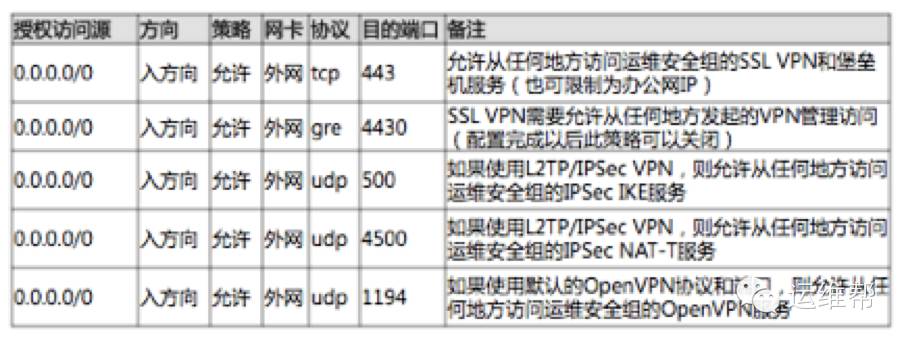 授权访问源 方向 策略 网卡 协议 目的端口 备注
0.0.0.0/0 入方向 允许 外网 tcp 443 允许从任何地方访问运维安全组的SSL VPN和堡垒
机服务(也可限制为办公网IP)
0.0.0.0/0 入方向 允许 外网 gre 4430 SSL VPN需要允许从任何地方发起的VPN管理访问
(配置完成以后此策略可以关闭)
0.0.0.0/0 入方向 允许 外网 udp 500 如果使用L2TP/IPSec VPN,则允许从任何地方访问
运维安全组的IPSec IKE服务
0.0.0.0/0 入方向 允许 外网 udp 4500 如果使用L2TP/IPSec VPN,则允许从任何地方访问
运维安全组的IPSec NAT-T服务
0.0.0.0/0 入方向 允许 外网 udp 1194 如果使用默认的OpenVPN协议和,则允许从任
何地方访问运维安全组的OpenVPN服务
运维帮